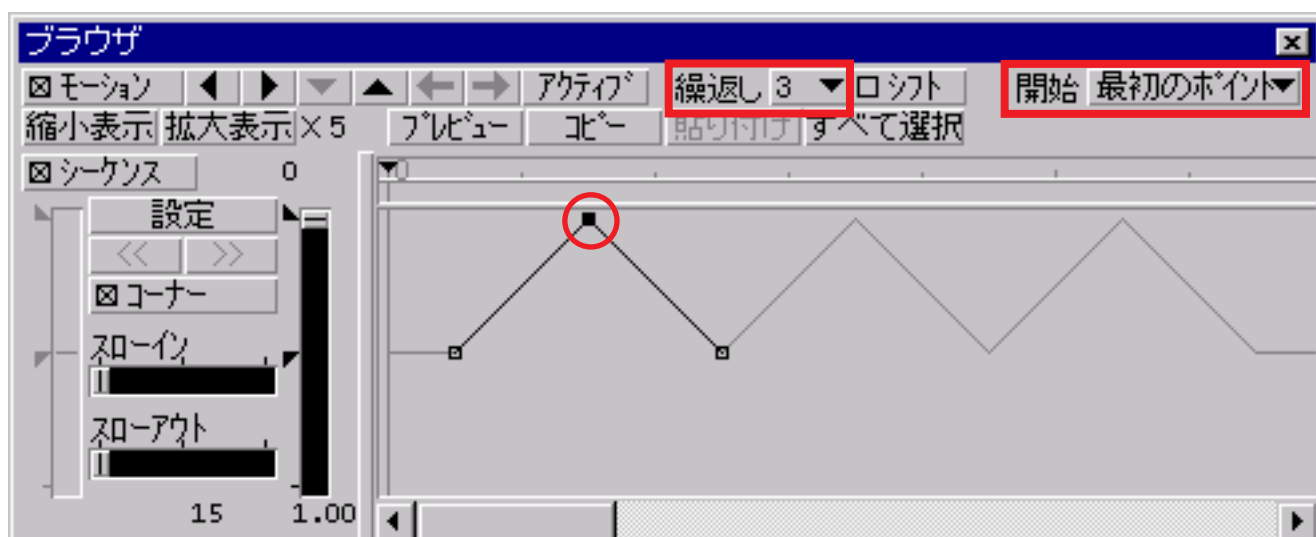 ブラウザ
モーション アクティブ 繰返し 3 シフト 開始 最初のポイント
縮小表示 拡大表示 ×5 プレビュー コピー 貼り付け すべて選択
シーケンス 0 0
設定
<< >>
コーナー
スローイン
スローアウト
15 1.00